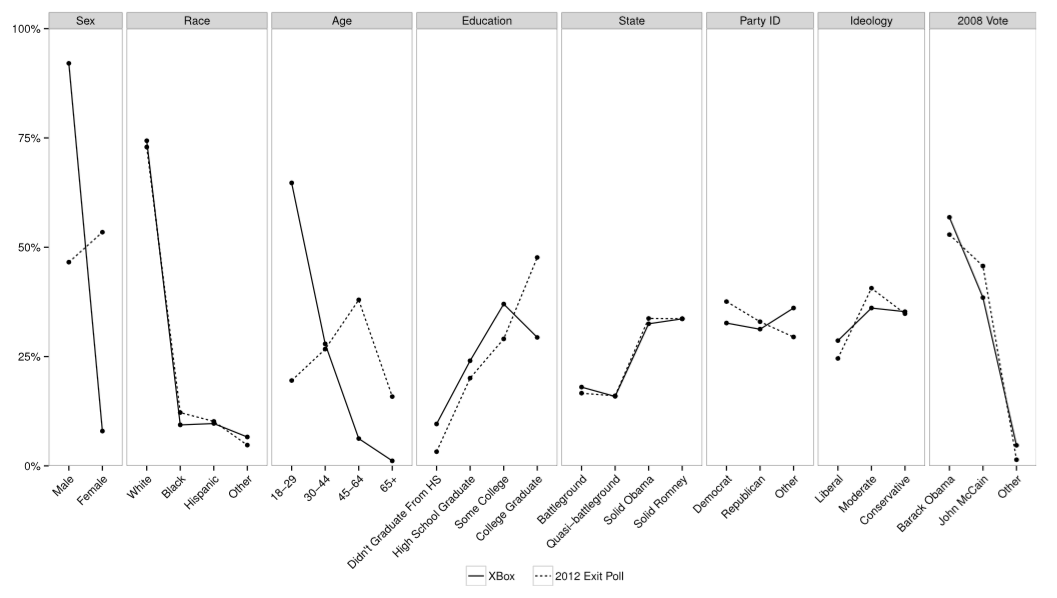 Sex Race Age Education State Party ID Ideology 2008 Vote
100%
75%
50%
25%
0%
Male Female White Black Hispanic Other 18–29 30–44 45–64 65+ Didn't Graduate From HS High School Graduate Some College College Graduate Battleground Quasi–battleground Solid Obama Solid Romney Democrat Republican Other Liberal Moderate Conservative Barack Obama John McCain Other
XBox 2012 Exit Poll